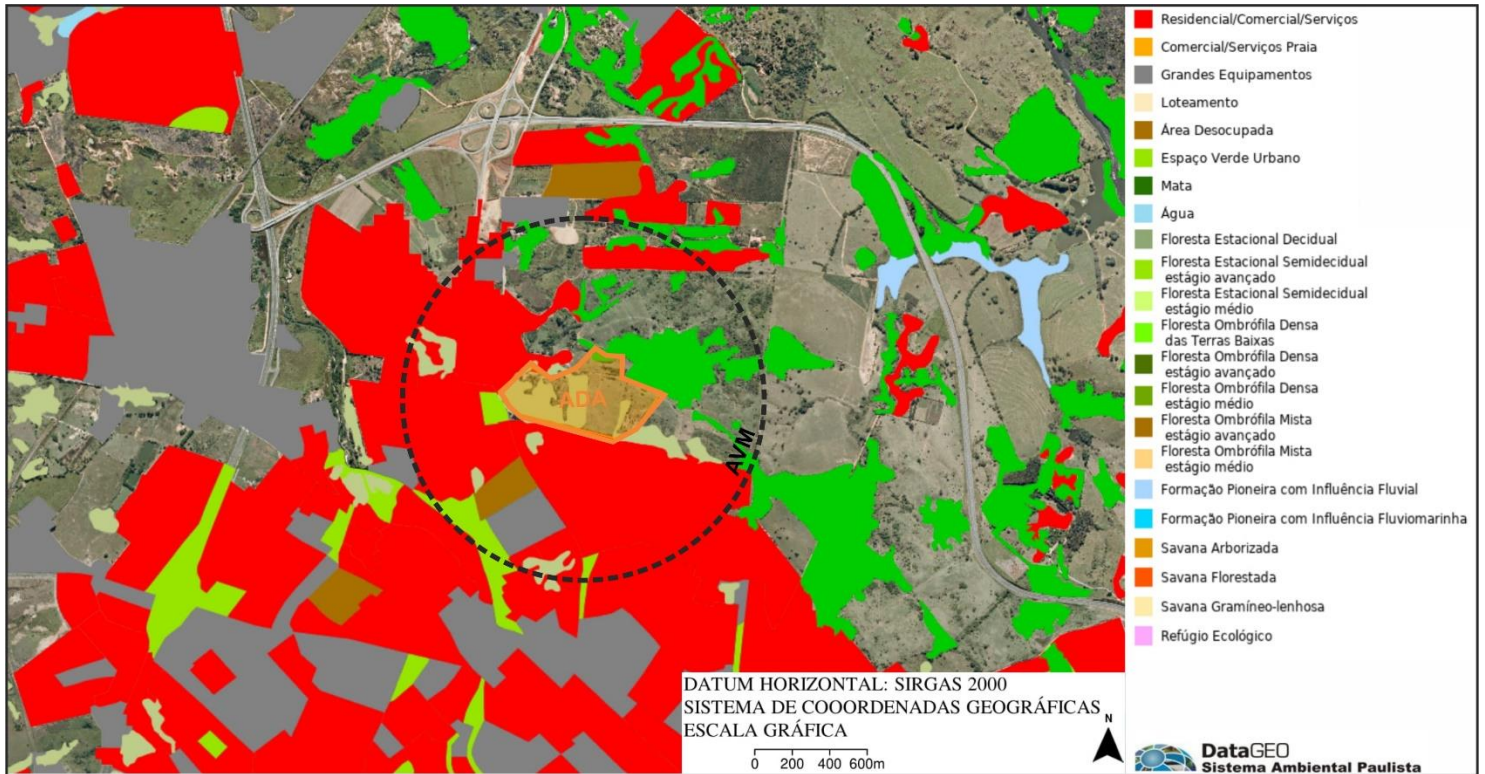 Residencial/Comercial/Serviços
Comercial/Serviços Praia
Grandes Equipamentos
Loteamento
Área Desocupada
Espaço Verde Urbano
Mata
Água
Floresta Estacional Decidual
Floresta Estacional Semidecidual
estágio avançado
Floresta Estacional Semidecidual
estágio médio
Floresta Ombrófila Densa
das Terras Baixas
Floresta Ombrófila Densa
estágio avançado
Floresta Ombrófila Densa
estágio médio
Floresta Ombrófila Mista
estágio avançado
Floresta Ombrófila Mista
estágio médio
Formação Pioneira com Influência Fluvial
Formação Pioneira com Influência Fluviomarinha
Savana Arborizada
Savana Florestada
Savana Gramíneo-lenhosa
Refúgio Ecológico
ADA
AVM
DATUM HORIZONTAL: SIRGAS 2000
SISTEMA DE COOORDENADAS GEOGRÁFICAS
ESCALA GRÁFICA
N
0 200 400 600m
DataGEO
Sistema Ambiental Paulista